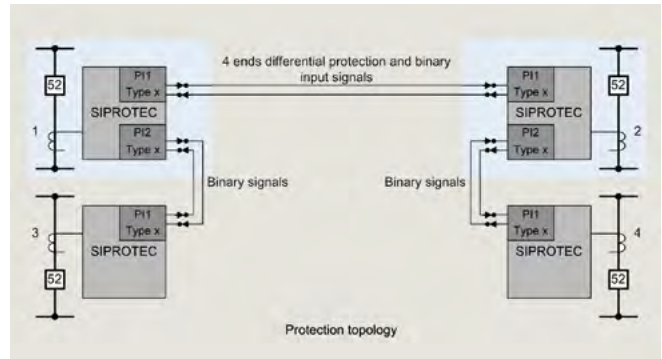 PI1
4 ends differential protection and binary
input signals
PI1
52
Type x
Type x
52
SIPROTEC
SIPROTEC
1
PI2
PI2
2
Type x
Type x
Binary signals
Binary signals
3
PI1
PI1
4
Type x
Type x
SIPROTEC
SIPROTEC
52
52
Protection topology